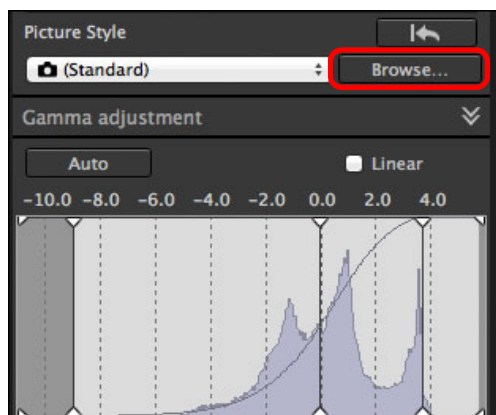 Picture Style
(Standard) Browse...
Gamma adjustment
Auto Linear
-10.0 -8.0 -6.0 -4.0 -2.0 0.0 2.0 4.0